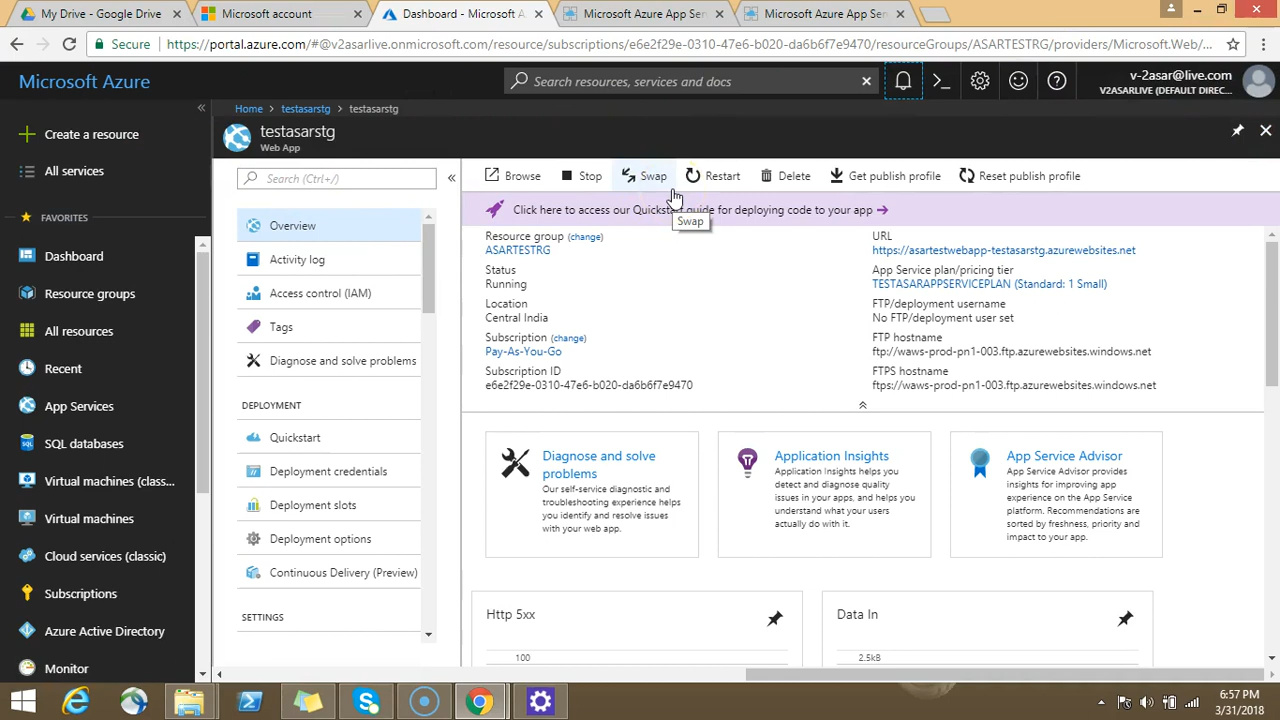 My Drive - Google Drive
Microsoft account
Dashboard - Microsoft A
Microsoft Azure App Ser
Microsoft Azure App Ser
Secure
https://portal.azure.com/#@v2asarlive.onmicrosoft.com/resource/subscriptions/e6e2f29e-0310-47e6-b020-da6b6f7e9470/resourceGroups/ASARTESTRG/providers/Microsoft.Web/...
Microsoft Azure
Search resources, services and docs
v-2asar@live.com
V2ASARLIVE (DEFAULT DIREC...
Home
testasarstg
testasarstg
testasarstg
Web App
Create a resource
All services
FAVORITES
Dashboard
Resource groups
All resources
Recent
App Services
SQL databases
Virtual machines (class...
Virtual machines
Cloud services (classic)
Subscriptions
Azure Active Directory
Monitor
Search (Ctrl+/)
Overview
Activity log
Access control (IAM)
Tags
Diagnose and solve problems
DEPLOYMENT
Quickstart
Deployment credentials
Deployment slots
Deployment options
Continuous Delivery (Preview)
SETTINGS
Browse
Stop
Swap
Restart
Delete
Get publish profile
Reset publish profile
Click here to access our Quickstart guide for deploying code to your app
Swap
Resource group (change)
ASARTESTRG
Status
Running
Location
Central India
Subscription (change)
Pay-As-You-Go
Subscription ID
e6e2f29e-0310-47e6-b020-da6b6f7e9470
URL
https://asartestwebapp-testasarstg.azurewebsites.net
App Service plan/pricing tier
TESTASARAPPSERVICEPLAN (Standard: 1 Small)
FTP/deployment username
No FTP/deployment user set
FTP hostname
ftp://waws-prod-pn1-003.ftp.azurewebsites.windows.net
FTPS hostname
ftps://waws-prod-pn1-003.ftp.azurewebsites.windows.net
Diagnose and solve
problems
Our self-service diagnostic and
troubleshooting experience helps
you identify and resolve issues
with your web app.
Application Insights
Application Insights helps you
detect and diagnose quality
issues in your apps, and helps
you understand what your users
actually do with it.
App Service Advisor
App Service Advisor provides
insights for improving app
experience on the App Service
platform. Recommendations are
sorted by freshness, priority and
impact to your app.
Http 5xx
100
Data In
2.5kB
6:57 PM
3/31/2018